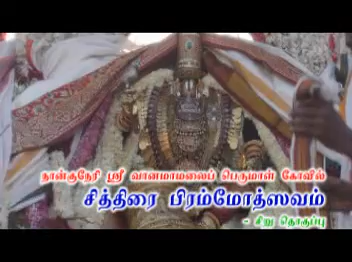 நான்குநேரி ஸ்ரீ வானமாமலைப் பெருமாள் கோவில்
சித்திரை பிரம்மோத்ஸவம்
- சிறு தொகுப்பு